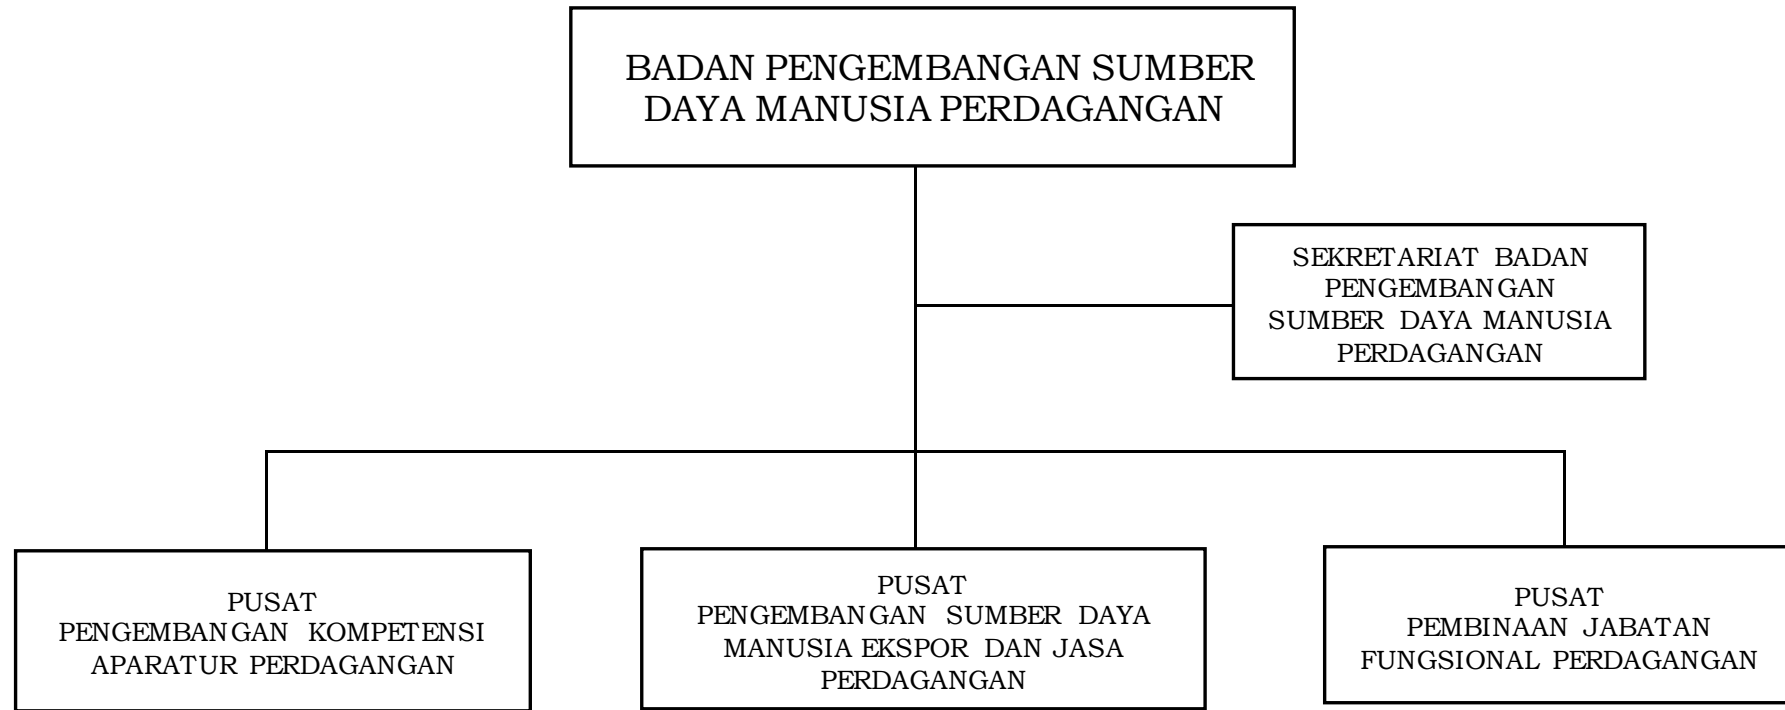 BADAN PENGEMBANGAN SUMBER
DAYA MANUSIA PERDAGANGAN
SEKRETARIAT BADAN
PENGEMBANGAN
SUMBER DAYA MANUSIA
PERDAGANGAN
PUSAT
PENGEMBANGAN KOMPETENSI
APARATUR PERDAGANGAN
PUSAT
PENGEMBANGAN SUMBER DAYA
MANUSIA EKSPOR DAN JASA
PERDAGANGAN
PUSAT
PEMBINAAN JABATAN
FUNGSIONAL PERDAGANGAN